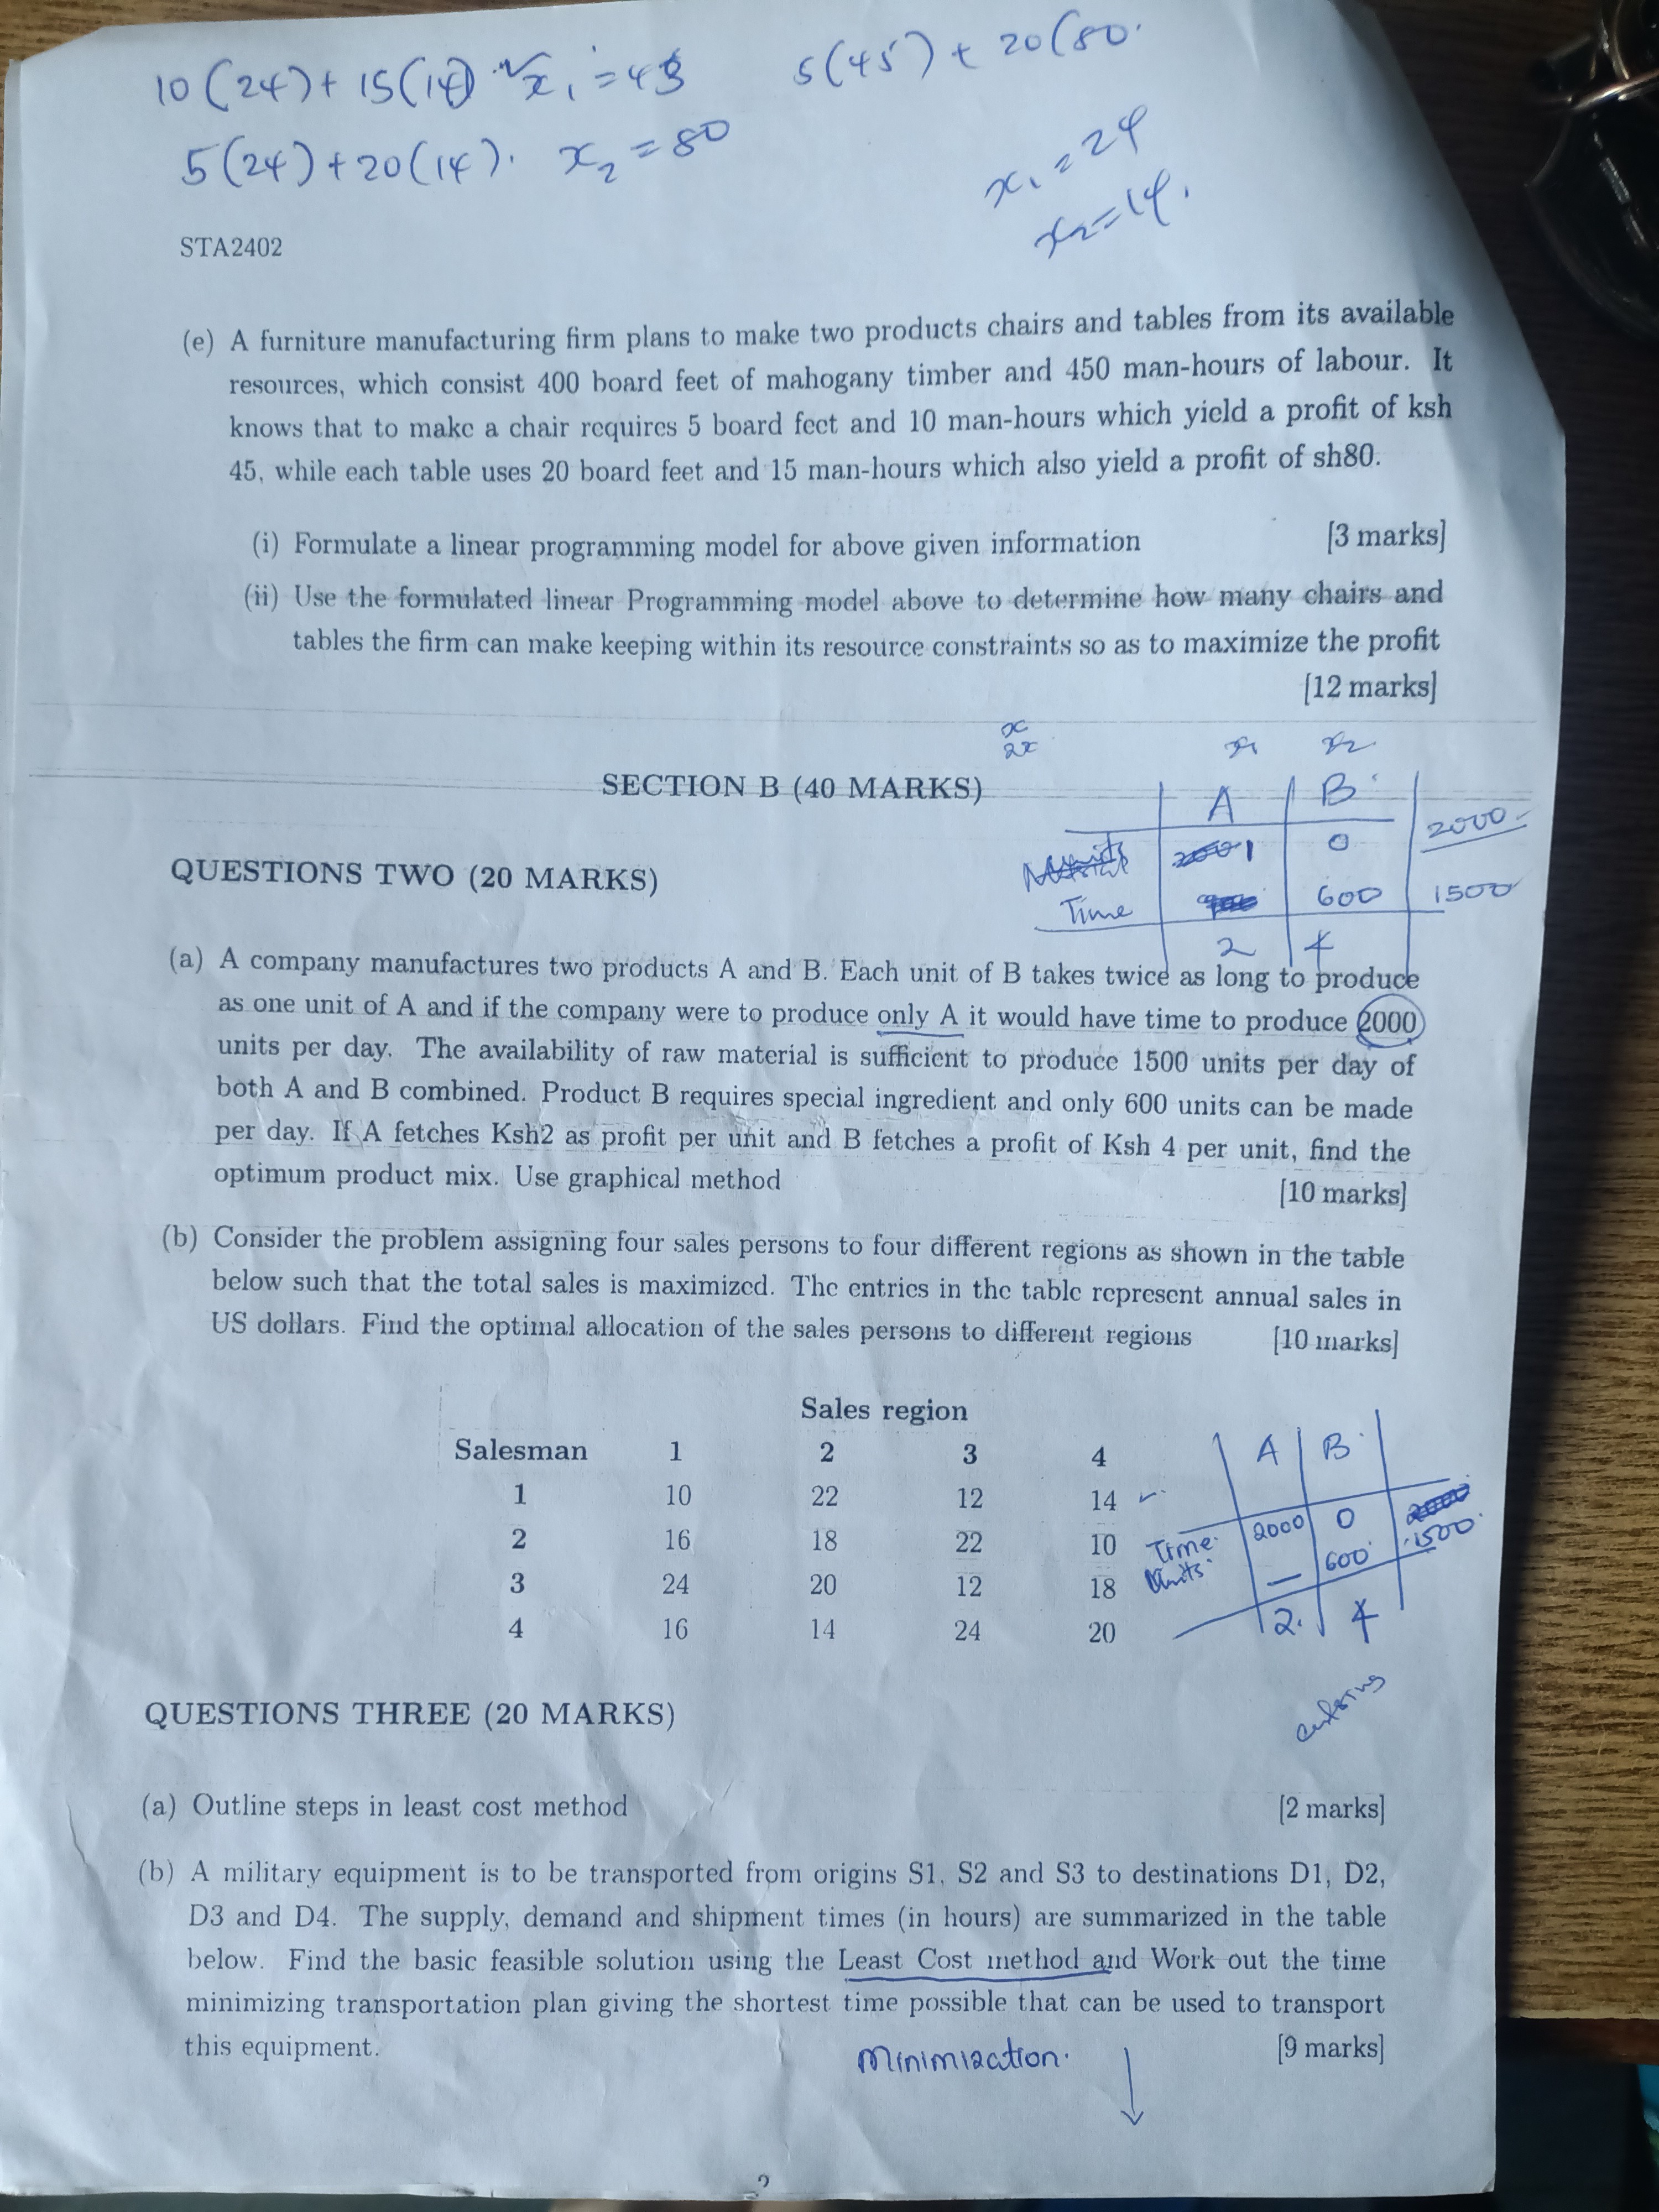 10(24)+15(14) x₁=45 5(45)+20(80.
5(24)+20(14). x₂=80
x₁=24
x₂=14.
STA2402
(e) A furniture manufacturing firm plans to make two products chairs and tables from its available
resources, which consist 400 board feet of mahogany timber and 450 man-hours of labour. It
knows that to make a chair requires 5 board feet and 10 man-hours which yield a profit of ksh
45, while each table uses 20 board feet and 15 man-hours which also yield a profit of sh80.
(i) Formulate a linear programming model for above given information [3 marks]
(ii) Use the formulated linear Programming model above to determine how many chairs and
tables the firm can make keeping within its resource constraints so as to maximize the profit
[12 marks]
x
2x
x₁ x₂
SECTION B (40 MARKS)
A B
2000
1 0
Time 600 1500
2 4
QUESTIONS TWO (20 MARKS)
(a) A company manufactures two products A and B. Each unit of B takes twice as long to produce
as one unit of A and if the company were to produce only A it would have time to produce 2000
units per day. The availability of raw material is sufficient to produce 1500 units per day of
both A and B combined. Product B requires special ingredient and only 600 units can be made
per day. If A fetches Ksh2 as profit per unit and B fetches a profit of Ksh 4 per unit, find the
optimum product mix. Use graphical method [10 marks]
(b) Consider the problem assigning four sales persons to four different regions as shown in the table
below such that the total sales is maximized. The entries in the table represent annual sales in
US dollars. Find the optimal allocation of the sales persons to different regions [10 marks]
Sales region
Salesman 1 2 3 4
1 10 22 12 14
2 16 18 22 10
3 24 20 12 18
4 16 14 24 20
A B
Time 2000 0 2000
Units — 600 1500
2 4
QUESTIONS THREE (20 MARKS)
(a) Outline steps in least cost method [2 marks]
(b) A military equipment is to be transported from origins S1, S2 and S3 to destinations D1, D2,
D3 and D4. The supply, demand and shipment times (in hours) are summarized in the table
below. Find the basic feasible solution using the Least Cost method and Work out the time
minimizing transportation plan giving the shortest time possible that can be used to transport
this equipment. [9 marks]
Minimization.
2